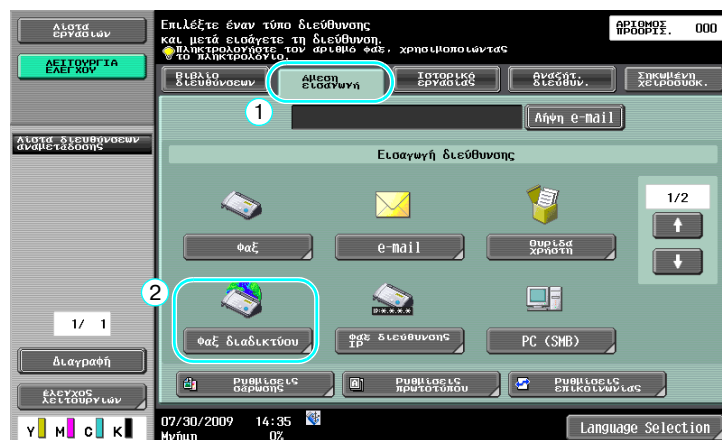 Λίστα
εργασιών
Επιλέξτε έναν τύπο διεύθυνσης
και μετά εισάγετε τη διεύθυνση.
Πληκτρολογήστε τον αριθμό φαξ, χρησιμοποιώντας
το πληκτρολόγιο.
ΑΡΙΘΜΟΣ
ΠΡΟΟΡΙΣ. 000
ΛΕΙΤΟΥΡΓΙΑ
ΕΛΕΓΧΟΥ
Βιβλίο
διευθύνσεων
Άμεση
εισαγωγή
Ιστορικό
εργασίας
Αναζήτ.
διευθύν.
Σηκωμένη
χειροσυσκ.
1
Λήψη e-mail
Λίστα διευθύνσεων
αναμετάδοσης
Εισαγωγή διεύθυνσης
1/2
Φαξ
e-mail
Θυρίδα
χρήστη
2
IP:*.*.*.*
Φαξ διαδικτύου
Φαξ διεύθυνσης
IP
PC (SMB)
1/ 1
Διαγραφή
Ρυθμίσεις
σάρωσης
Ρυθμίσεις
πρωτοτύπου
Ρυθμίσεις
επικοινωνίας
έλεγχος
λειτουργιών
Y M C K
07/30/2009 14:35
Μνήμη 0%
Language Selection